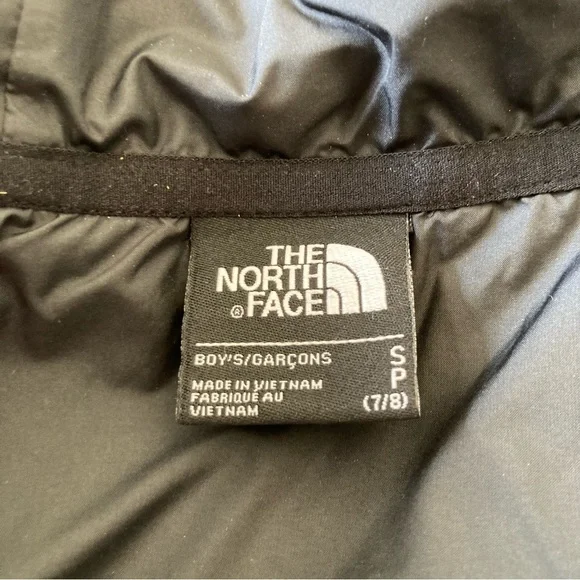 THE
NORTH
®FACE
BOY'S/GARÇONS
S
P
(7/8)
MADE IN VIETNAM
FABRIQUÉ AU
VIETNAM